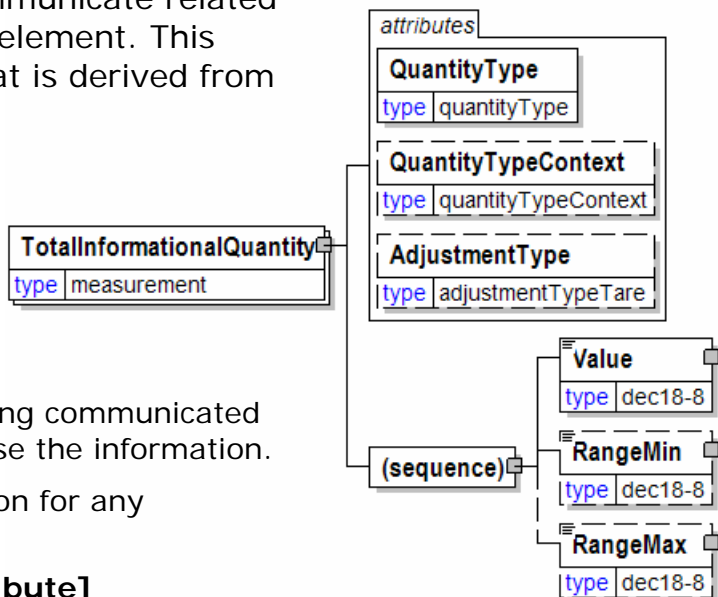 mmunicate related
element. This
at is derived from
attributes
QuantityType
type quantityType
QuantityTypeContext
type quantityTypeContext
AdjustmentType
type adjustmentTypeTare
TotalInformationalQuantity
type measurement
Value
type dec18-8
ng communicated
se the information.
(sequence)
RangeMin
type dec18-8
on for any
RangeMax
type dec18-8
bute]